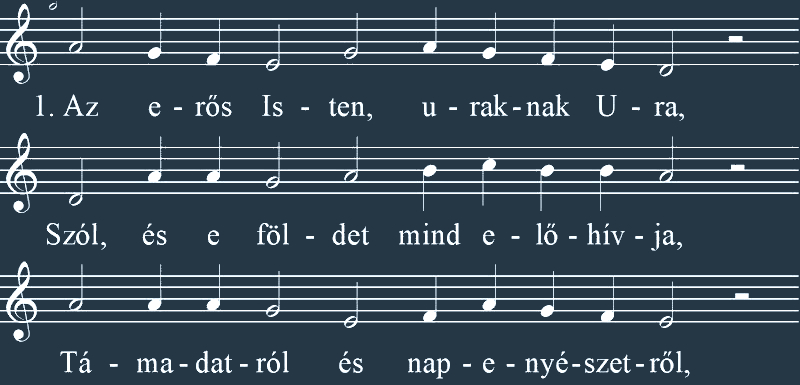 1. Az e - rős Is - ten, u - rak - nak U - ra,
Szól, és e föl - det mind e - lő - hív - ja,
Tá - ma - dat - ról és nap - e - nyé - szet - ről,